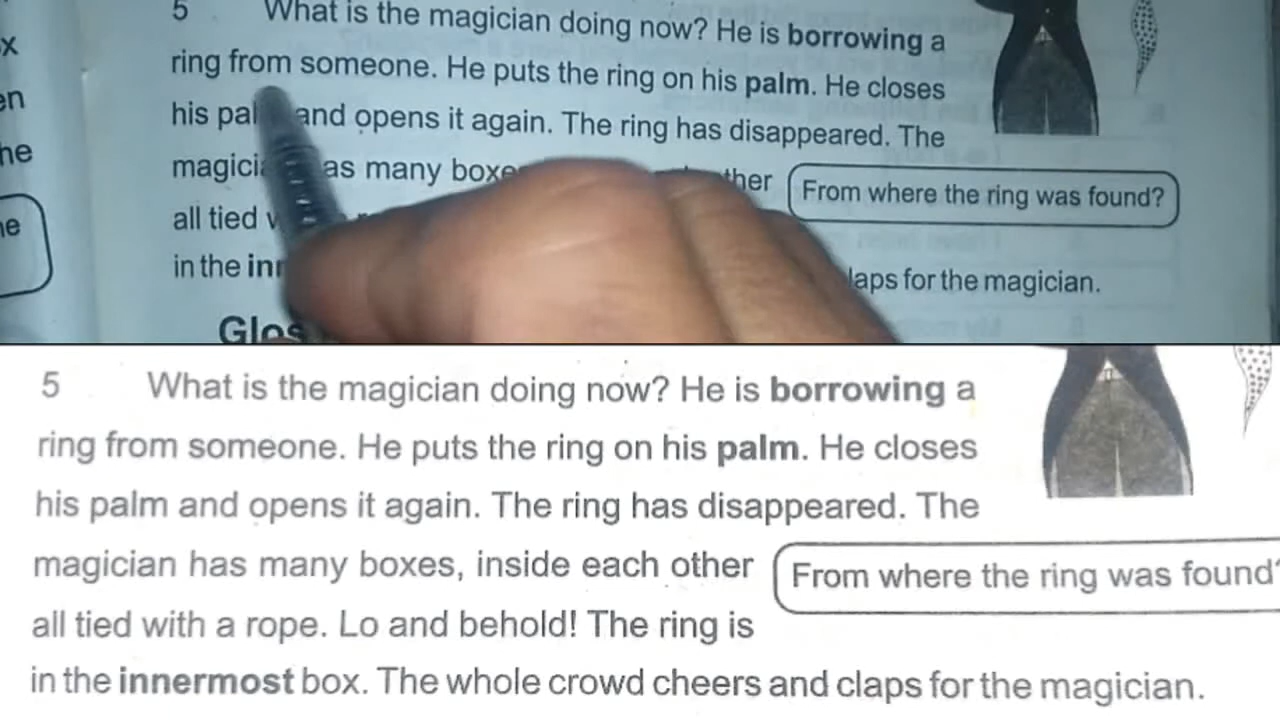 5 What is the magician doing now? He is borrowing a
ring from someone. He puts the ring on his palm. He closes
his pal and opens it again. The ring has disappeared. The
magici as many boxe ther
From where the ring was found?
all tied
in the inn
laps for the magician.
Glos
x
en
he
e
5 What is the magician doing now? He is borrowing a
ring from someone. He puts the ring on his palm. He closes
his palm and opens it again. The ring has disappeared. The
magician has many boxes, inside each other
From where the ring was found?
all tied with a rope. Lo and behold! The ring is
in the innermost box. The whole crowd cheers and claps for the magician.